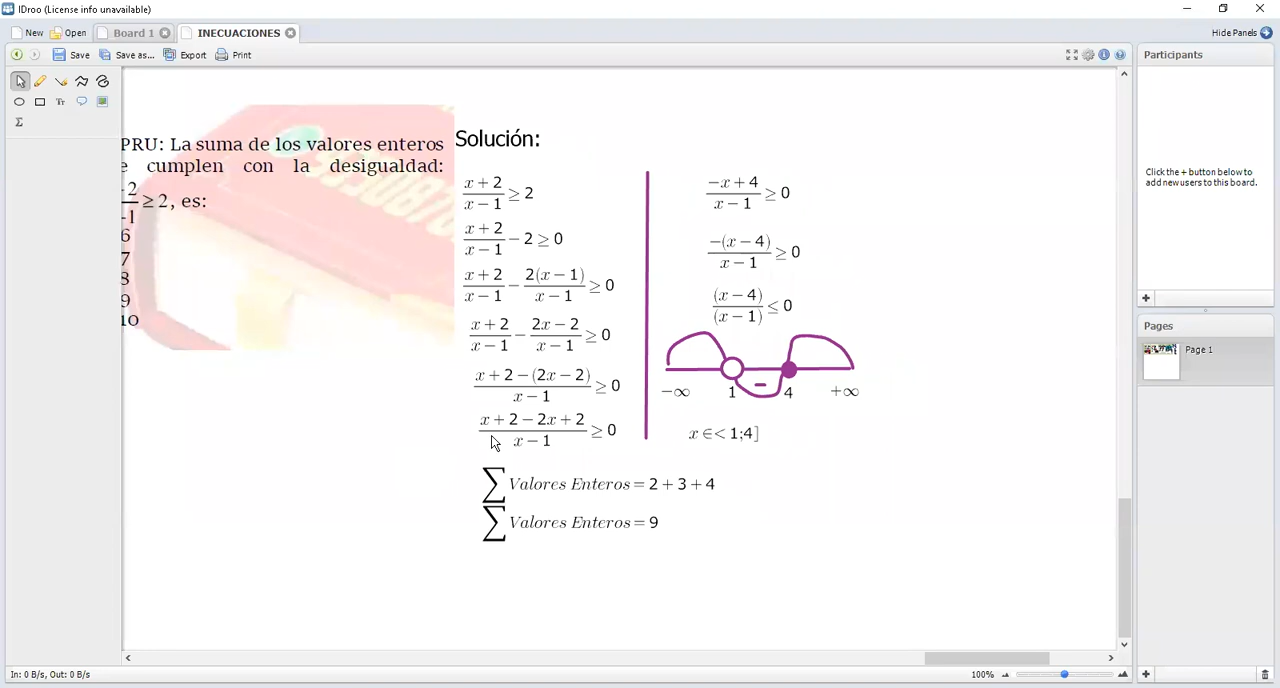 IDroo (License info unavailable)
New Open Board 1 INECUACIONES Hide Panels
Save Save as... Export Print
Participants
Click the + button below to
add new users to this board.
Pages
Page 1
PRU: La suma de los valores enteros
e cumplen con la desigualdad:
-2/-1 ≥ 2, es:
6
7
8
9
10
Solución:
(x + 2)/(x − 1) ≥ 2
(x + 2)/(x − 1) − 2 ≥ 0
(x + 2)/(x − 1) − 2(x − 1)/(x − 1) ≥ 0
(x + 2)/(x − 1) − (2x − 2)/(x − 1) ≥ 0
(x + 2 − (2x − 2))/(x − 1) ≥ 0
(x + 2 − 2x + 2)/(x − 1) ≥ 0
(−x + 4)/(x − 1) ≥ 0
(−(x − 4))/(x − 1) ≥ 0
(x − 4)/(x − 1) ≤ 0
−
−∞ 1 4 +∞
x ∈ < 1;4]
∑ Valores Enteros = 2 + 3 + 4
∑ Valores Enteros = 9
In: 0 B/s, Out: 0 B/s 100%